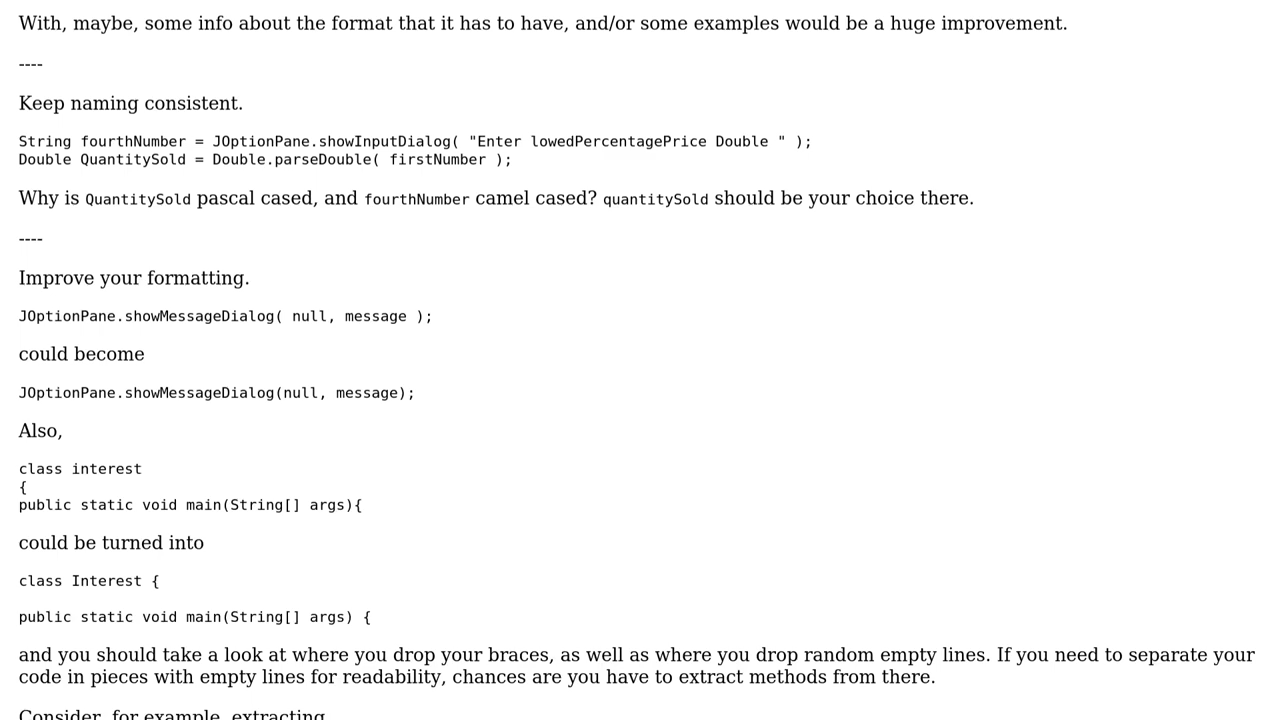 With, maybe, some info about the format that it has to have, and/or some examples would be a huge improvement.
----
Keep naming consistent.
String fourthNumber = JOptionPane.showInputDialog( "Enter lowedPercentagePrice Double " );
Double QuantitySold = Double.parseDouble( firstNumber );
Why is QuantitySold pascal cased, and fourthNumber camel cased? quantitySold should be your choice there.
----
Improve your formatting.
JOptionPane.showMessageDialog( null, message );
could become
JOptionPane.showMessageDialog(null, message);
Also,
class interest
{
public static void main(String[] args){
could be turned into
class Interest {
public static void main(String[] args) {
and you should take a look at where you drop your braces, as well as where you drop random empty lines. If you need to separate your
code in pieces with empty lines for readability, chances are you have to extract methods from there.
Consider, for example, extracting